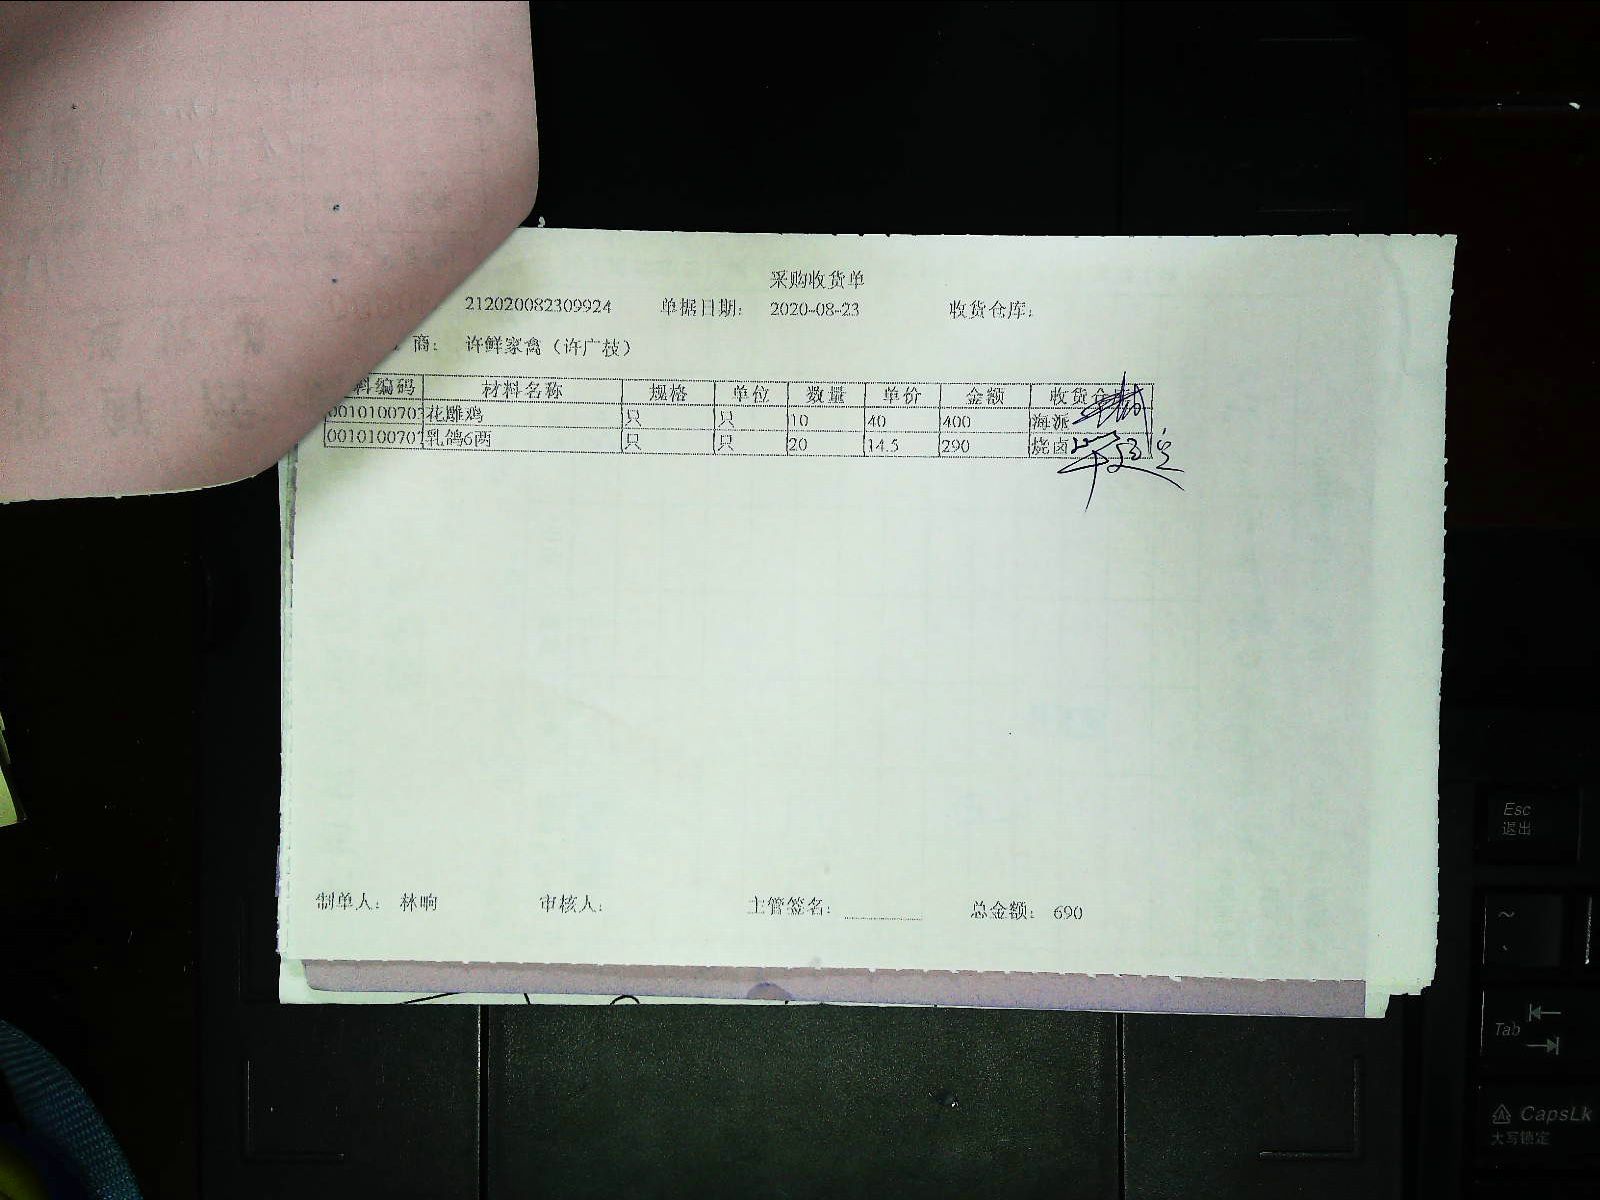 采购收货单
212020082309924 单据日期: 2020-08-23 收货仓库:
商: 许鲜家禽 (许广枝)
料编码 材料名称 规格 单位 数量 单价 金额 收货仓
0010100703 花雕鸡 只 只 10 40 400 海派
0010100707 乳鸽6两 只 只 20 14.5 290 烧卤
制单人: 林响 审核人: 主管签名: 总金额: 690
Esc
退出
~
Tab
CapsLk
大写锁定